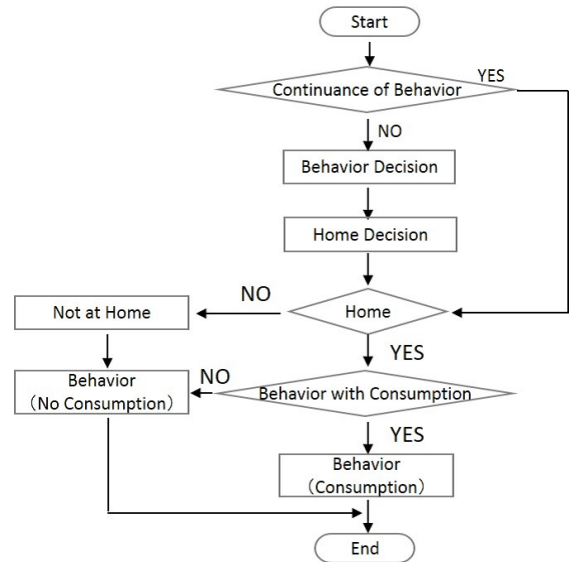 Start
Continuance of Behavior
YES
NO
Behavior Decision
Home Decision
Home
NO
Not at Home
YES
Behavior
（No Consumption）
NO
Behavior with Consumption
YES
Behavior
（Consumption）
End